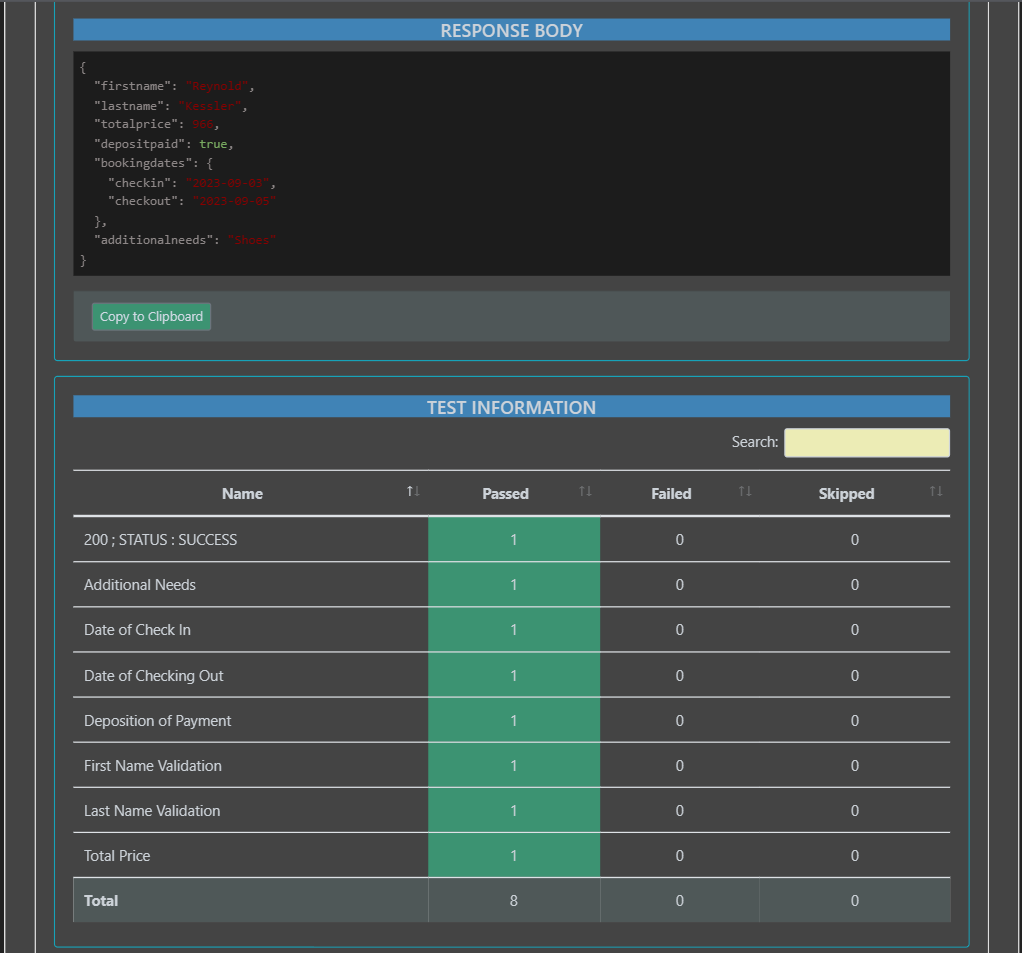 RESPONSE BODY
{
"firstname": "Reynold",
"lastname": "Kessler",
"totalprice": 966,
"depositpaid": true,
"bookingdates": {
"checkin": "2023-09-03",
"checkout": "2023-09-05"
},
"additionalneeds": "Shoes"
}
Copy to Clipboard
TEST INFORMATION
Search:
Name ↑↓ Passed ↑↓ Failed ↑↓ Skipped ↑↓
200 ; STATUS : SUCCESS 1 0 0
Additional Needs 1 0 0
Date of Check In 1 0 0
Date of Checking Out 1 0 0
Deposition of Payment 1 0 0
First Name Validation 1 0 0
Last Name Validation 1 0 0
Total Price 1 0 0
Total 8 0 0